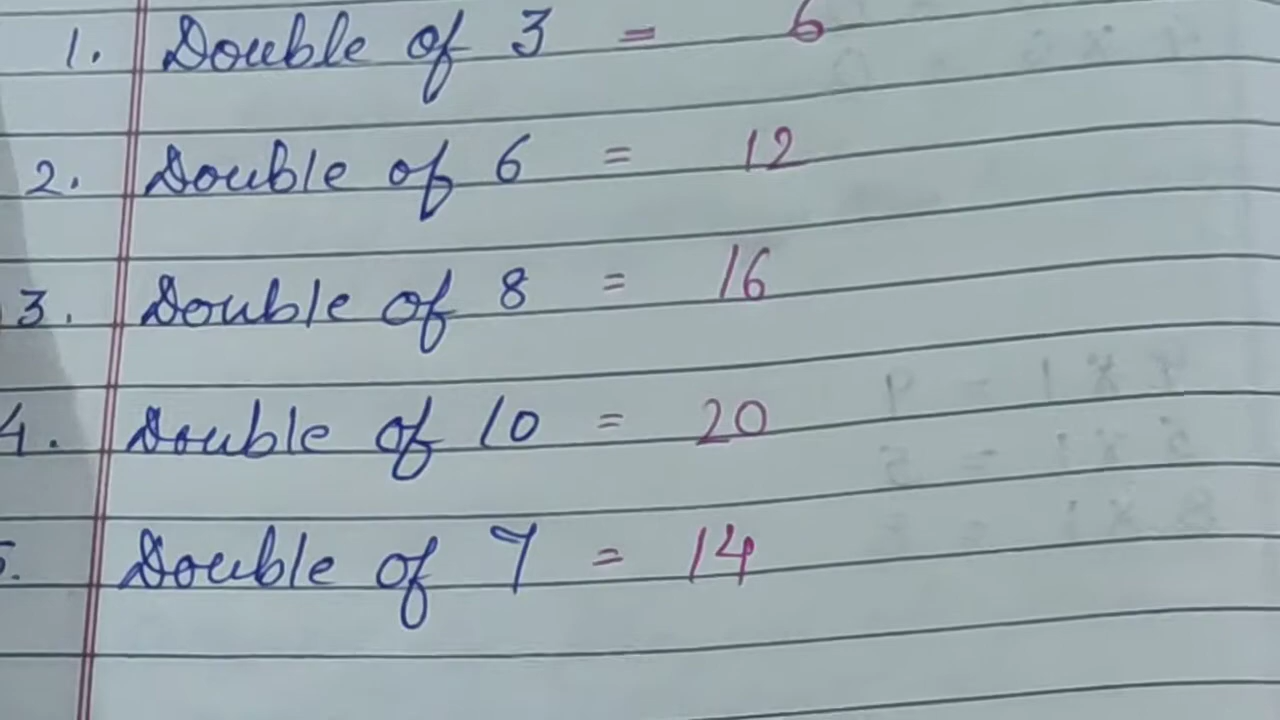 1. Double of 3 = 6
2. Double of 6 = 12
3. Double of 8 = 16
4. Double of 10 = 20
5. Double of 7 = 14